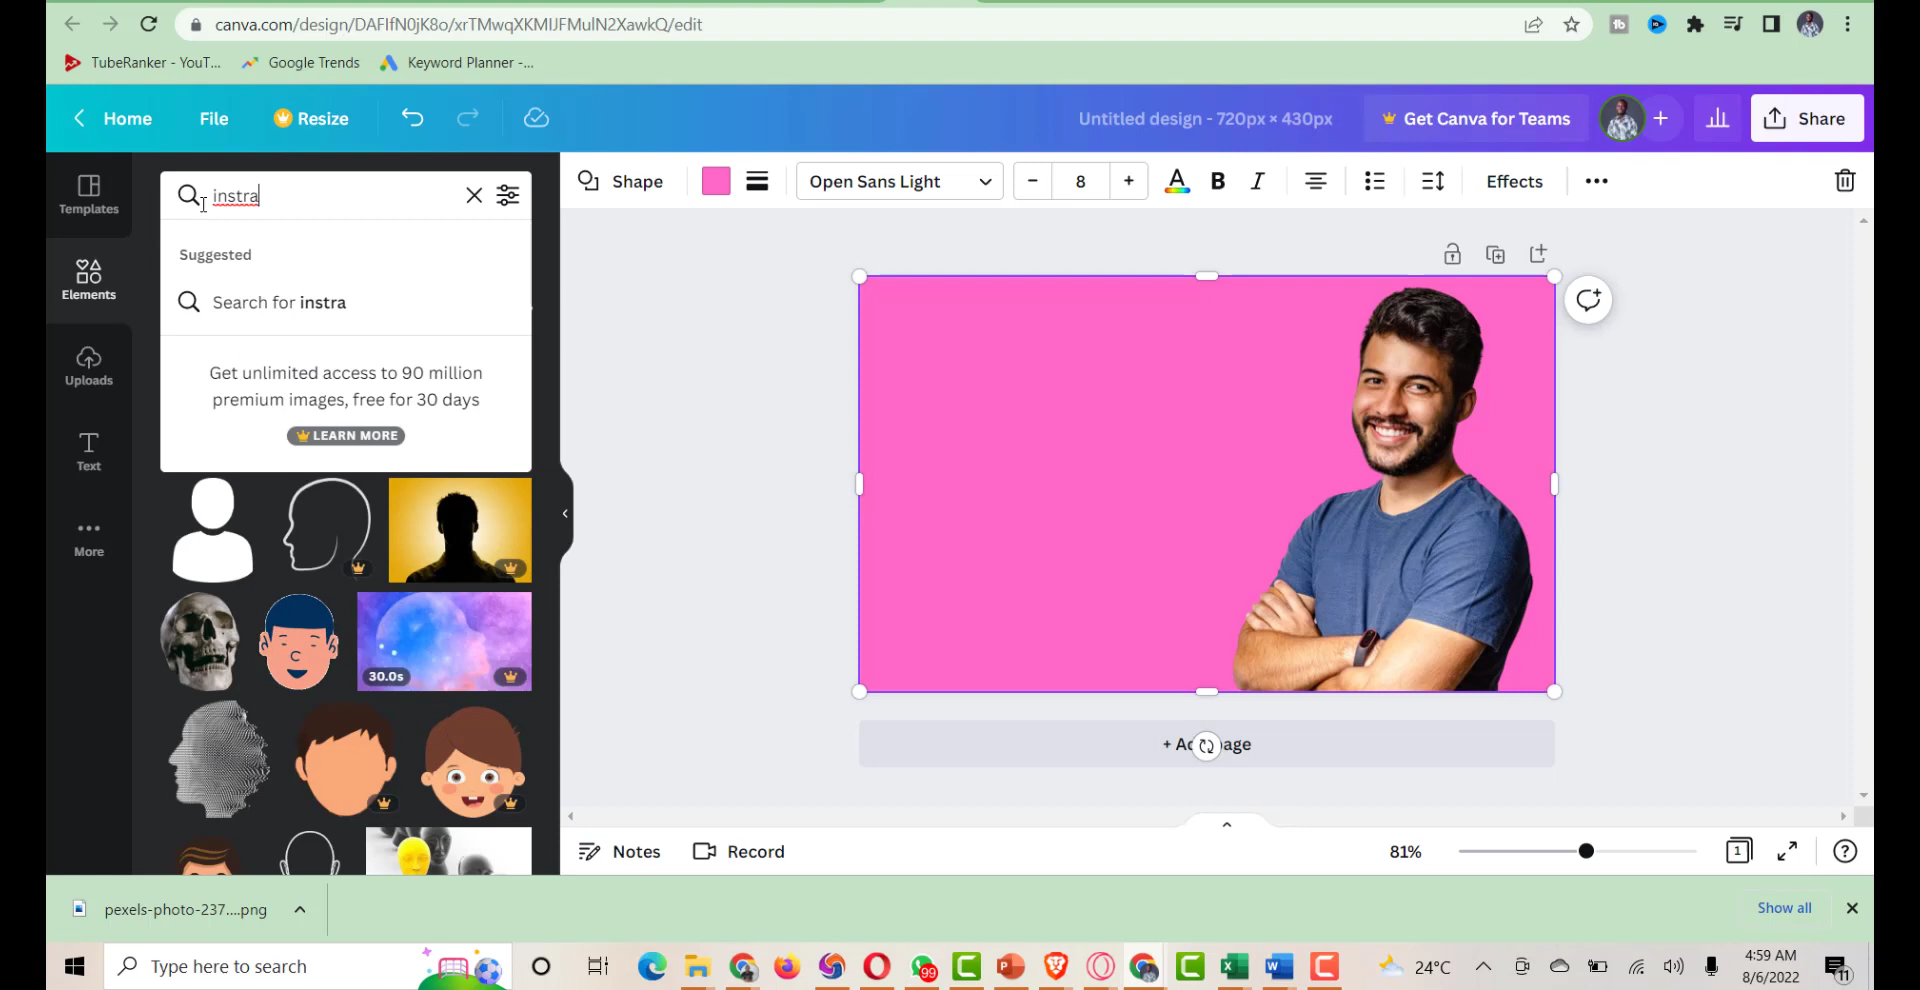 canva.com/design/DAFIfN0jK8o/xrTMwqXKMIJFMulN2XawkQ/edit
TubeRanker - YouT...
Google Trends
Keyword Planner -...
Home
File
Resize
Untitled design - 720px × 430px
Get Canva for Teams
Share
Templates
Elements
Uploads
Text
More
instra
Suggested
Search for instra
Get unlimited access to 90 million
premium images, free for 30 days
LEARN MORE
30.0s
Shape
Open Sans Light
8
B
I
Effects
Notes
Record
81%
1
pexels-photo-237....png
Show all
Type here to search
99
24°C
4:59 AM
8/6/2022
11